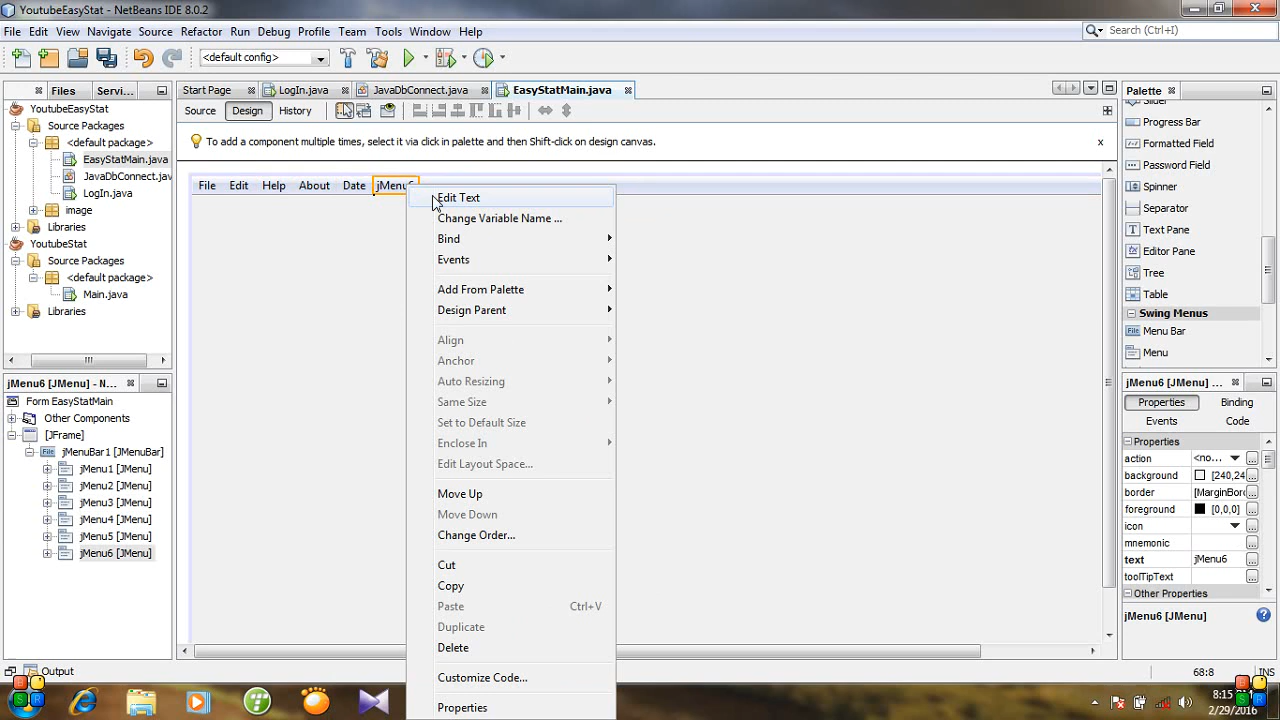 YoutubeEasyStat - NetBeans IDE 8.0.2
File Edit View Navigate Source Refactor Run Debug Profile Team Tools Window Help
Search (Ctrl+I)
<default config>
Files Servi...
Start Page LogIn.java JavaDbConnect.java EasyStatMain.java
Palette
Source Design History
To add a component multiple times, select it via click in palette and then Shift-click on design canvas.
x
YoutubeEasyStat
Source Packages
<default package>
EasyStatMain.java
JavaDbConnect.jav
LogIn.java
image
Libraries
YoutubeStat
Source Packages
<default package>
Main.java
Libraries
File Edit Help About Date jMenu6
Edit Text
Change Variable Name ...
Bind
Events
Add From Palette
Design Parent
Align
Anchor
Auto Resizing
Same Size
Set to Default Size
Enclose In
Edit Layout Space...
Move Up
Move Down
Change Order...
Cut
Copy
Paste Ctrl+V
Duplicate
Delete
Customize Code...
Properties
Slider
Progress Bar
Formatted Field
Password Field
Spinner
Separator
Text Pane
Editor Pane
Tree
Table
Swing Menus
Menu Bar
Menu
jMenu6 [JMenu] - N...
Form EasyStatMain
Other Components
[JFrame]
jMenuBar1 [JMenuBar]
jMenu1 [JMenu]
jMenu2 [JMenu]
jMenu3 [JMenu]
jMenu4 [JMenu]
jMenu5 [JMenu]
jMenu6 [JMenu]
jMenu6 [JMenu] ...
Properties Binding
Events Code
Properties
action <no...
background [240,24
border [MarginBord
foreground [0,0,0]
icon
mnemonic
text jMenu6
toolTipText
Other Properties
jMenu6 [JMenu]
Output
68:8 INS
8:15
2/29/2016